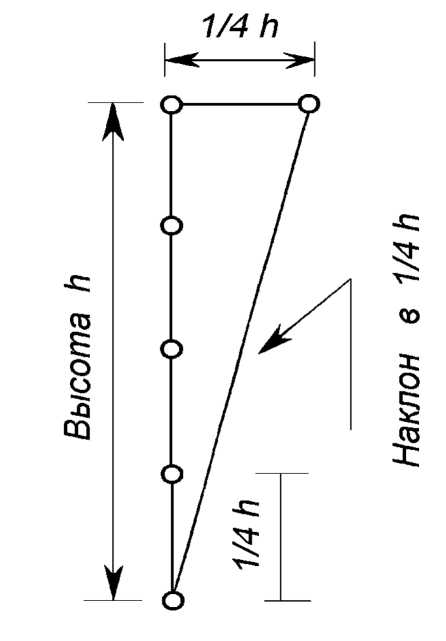 1/4 h
Высота h
Наклон в 1/4 h
1/4 h